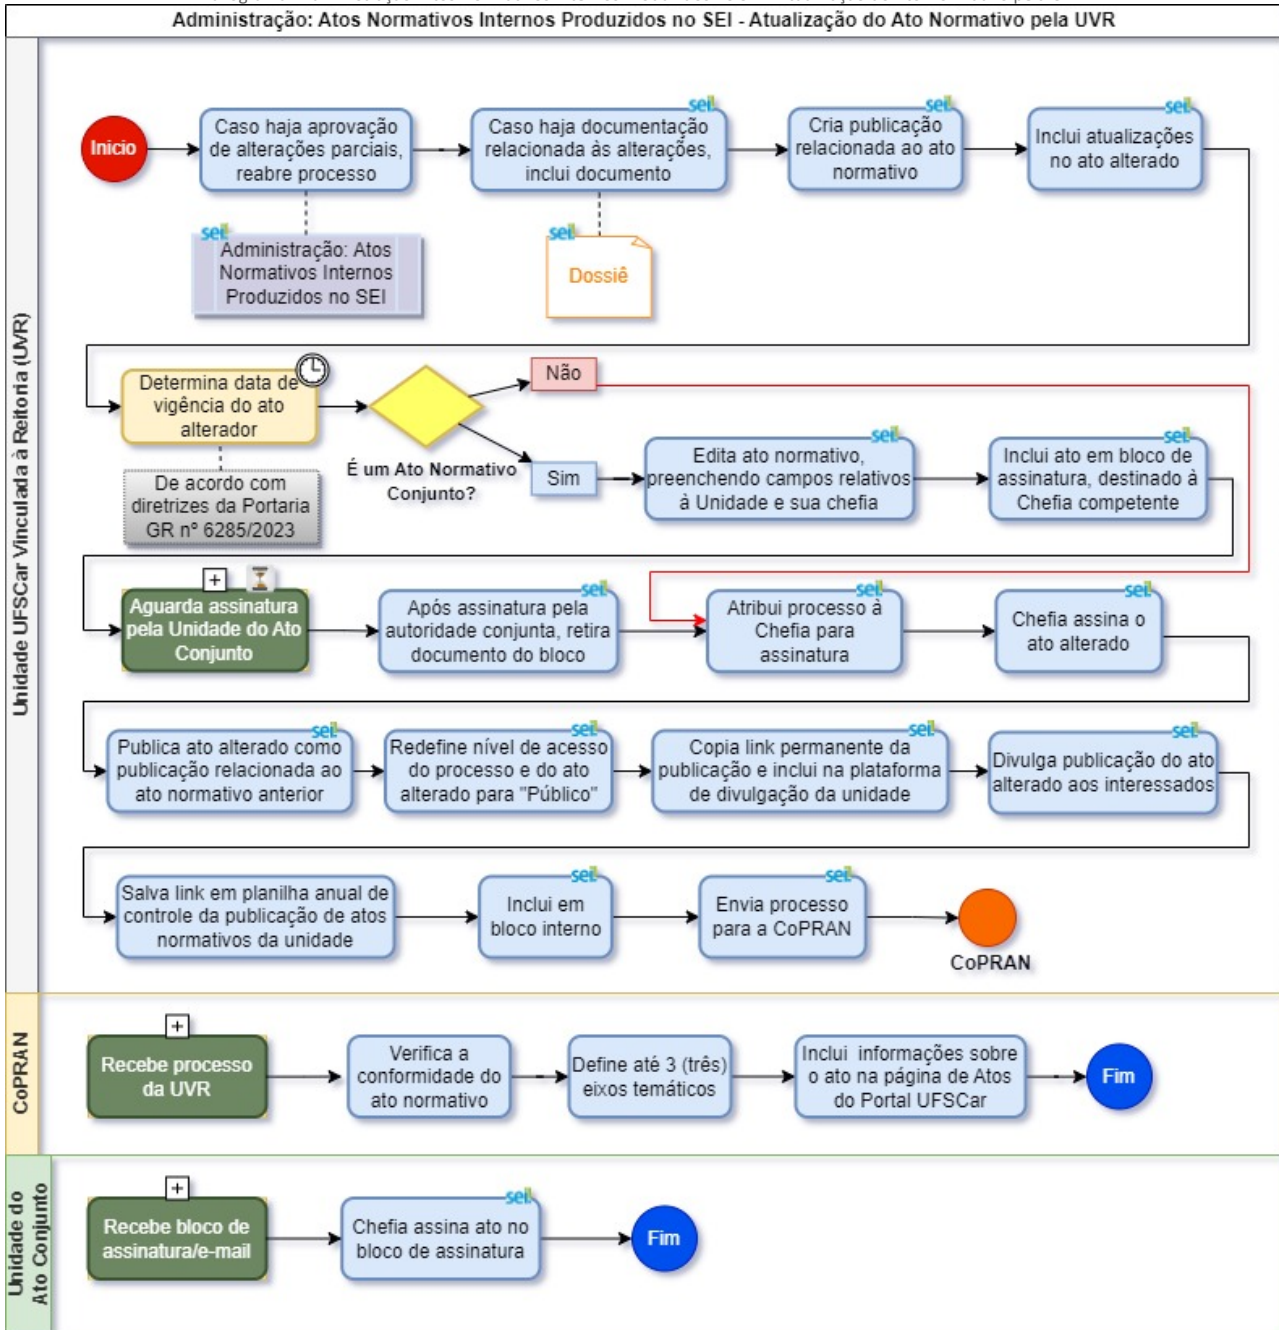 Administração: Atos Normativos Internos Produzidos no SEI - Atualização do Ato Normativo pela UVR
Unidade UFSCar Vinculada à Reitoria (UVR)
Início
Caso haja aprovação
de alterações parciais,
reabre processo
sei!
Caso haja documentação
relacionada às alterações,
inclui documento
sei!
Cria publicação
relacionada ao ato
normativo
sei!
Inclui atualizações
no ato alterado
sei!
Administração: Atos
Normativos Internos
Produzidos no SEI
sei!
Dossiê
Determina data de
vigência do ato
alterador
De acordo com
diretrizes da Portaria
GR nº 6285/2023
É um Ato Normativo
Conjunto?
Não
Sim
sei!
Edita ato normativo,
preenchendo campos relativos
à Unidade e sua chefia
sei!
Inclui ato em bloco de
assinatura, destinado à
Chefia competente
+
Aguarda assinatura
pela Unidade do Ato
Conjunto
sei!
Após assinatura pela
autoridade conjunta, retira
documento do bloco
sei!
Atribui processo à
Chefia para
assinatura
sei!
Chefia assina o
ato alterado
sei!
Publica ato alterado como
publicação relacionada ao
ato normativo anterior
sei!
Redefine nível de acesso
do processo e do ato
alterado para "Público"
sei!
Copia link permanente da
publicação e inclui na plataforma
de divulgação da unidade
sei!
Divulga publicação do ato
alterado aos interessados
Salva link em planilha anual de
controle da publicação de atos
normativos da unidade
sei!
Inclui em
bloco interno
sei!
Envia processo
para a CoPRAN
CoPRAN
CoPRAN
+
Recebe processo
da UVR
Verifica a
conformidade do
ato normativo
Define até 3 (três)
eixos temáticos
Inclui informações sobre
o ato na página de Atos
do Portal UFSCar
Fim
Unidade do
Ato Conjunto
+
Recebe bloco de
assinatura/e-mail
sei!
Chefia assina ato no
bloco de assinatura
Fim